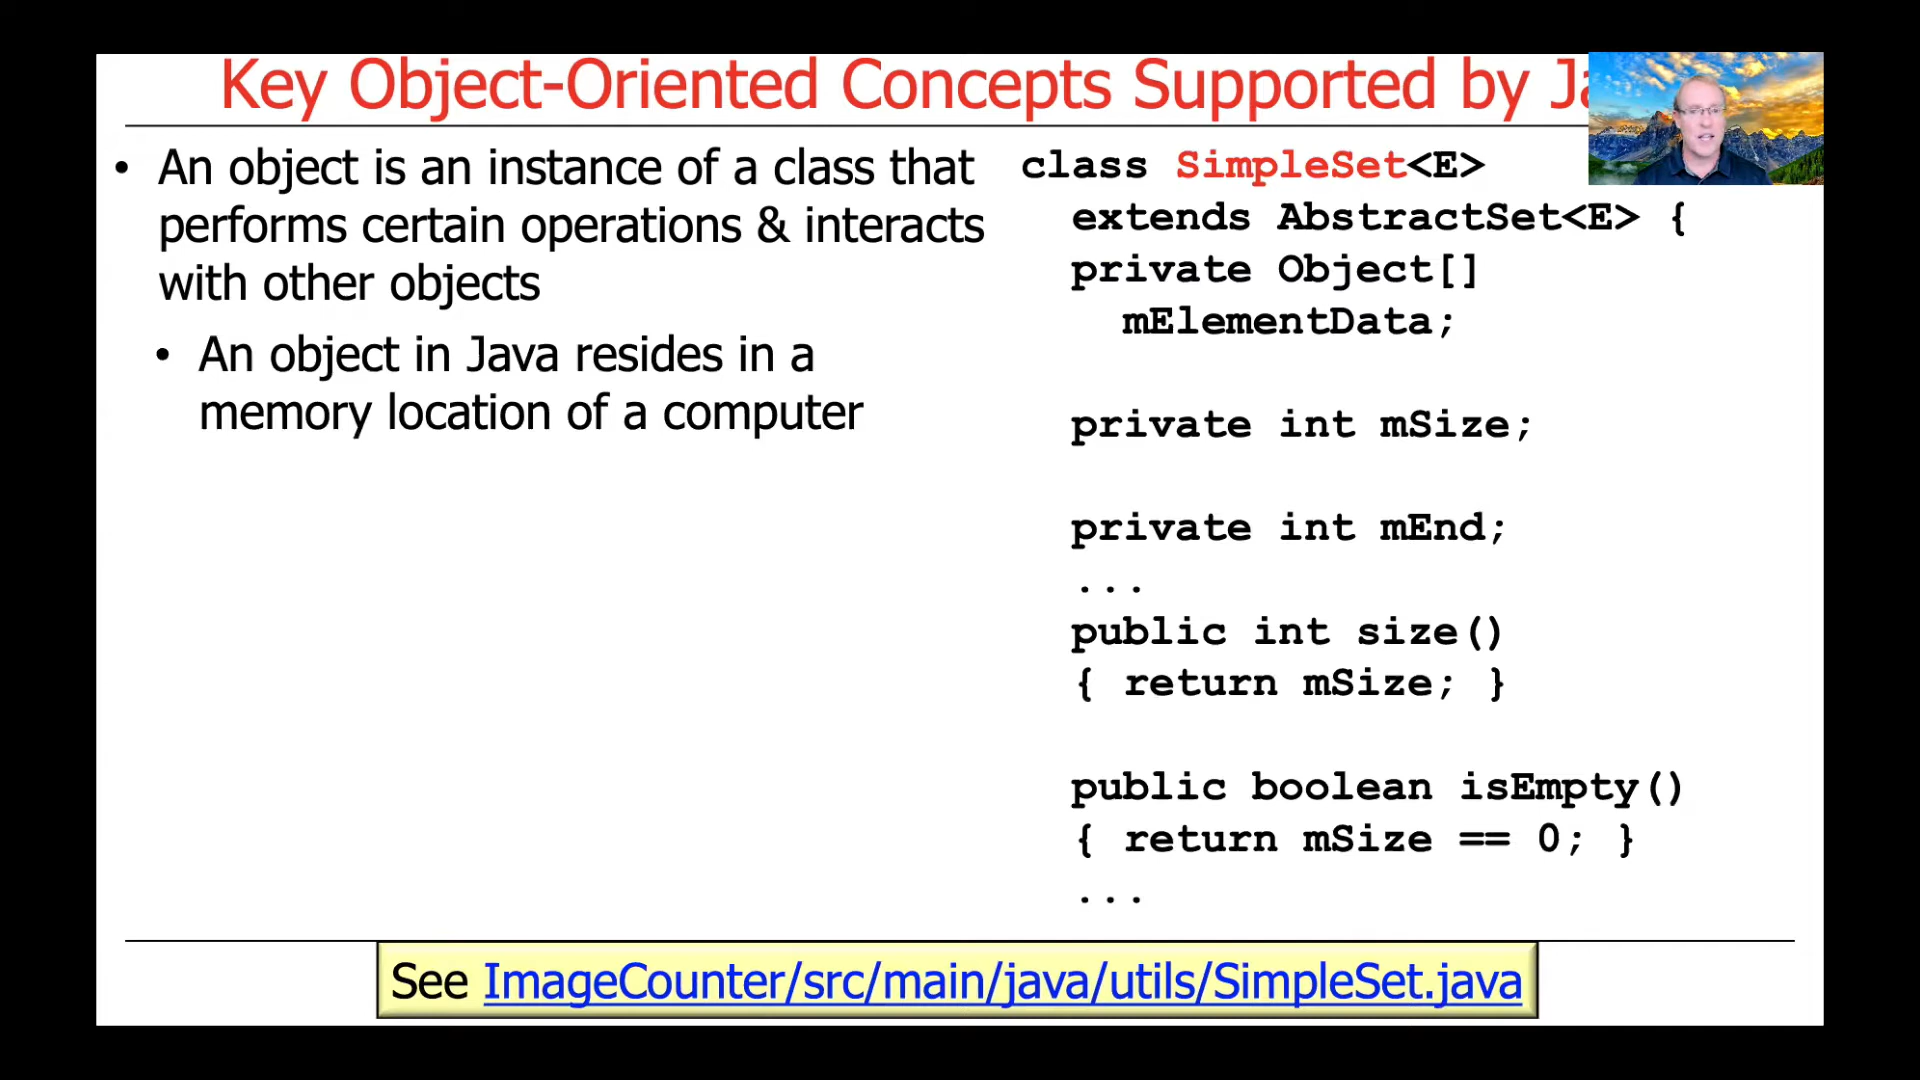 Key Object-Oriented Concepts Supported by
• An object is an instance of a class that
performs certain operations & interacts
with other objects
• An object in Java resides in a
memory location of a computer
class SimpleSet<E>
extends AbstractSet<E> {
private Object[]
mElementData;
private int mSize;
private int mEnd;
...
public int size()
{ return mSize; }
public boolean isEmpty()
{ return mSize == 0; }
...
See ImageCounter/src/main/java/utils/SimpleSet.java